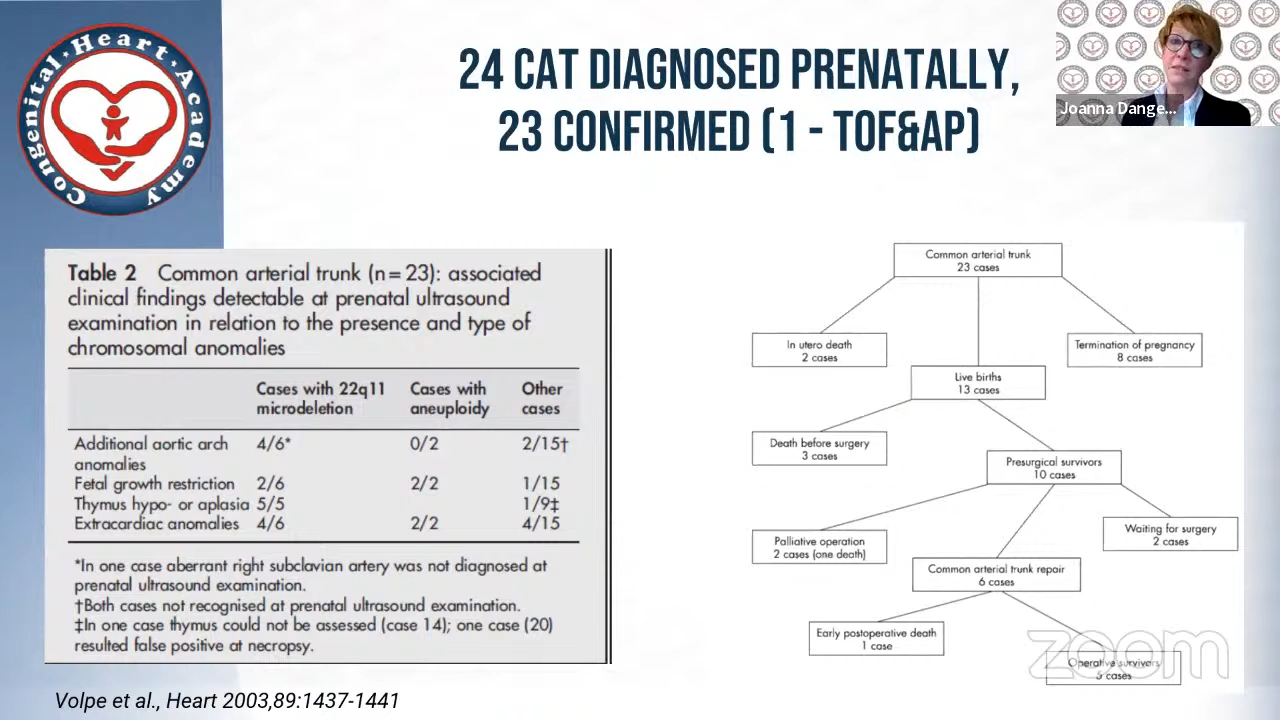 Congenital Heart Academy
24 CAT DIAGNOSED PRENATALLY,
23 CONFIRMED (1 - TOF&AP)
Joanna Dange...
Table 2 Common arterial trunk (n=23): associated
clinical findings detectable at prenatal ultrasound
examination in relation to the presence and type of
chromosomal anomalies
Cases with 22q11 Cases with Other
microdeletion aneuploidy cases
Additional aortic arch 4/6* 0/2 2/15†
anomalies
Fetal growth restriction 2/6 2/2 1/15
Thymus hypo- or aplasia 5/5 1/9‡
Extracardiac anomalies 4/6 2/2 4/15
*In one case aberrant right subclavian artery was not diagnosed at
prenatal ultrasound examination.
†Both cases not recognised at prenatal ultrasound examination.
‡In one case thymus could not be assessed (case 14); one case (20)
resulted false positive at necropsy.
Common arterial trunk
23 cases
In utero death
2 cases
Termination of pregnancy
8 cases
Live births
13 cases
Death before surgery
3 cases
Presurgical survivors
10 cases
Palliative operation
2 cases (one death)
Waiting for surgery
2 cases
Common arterial trunk repair
6 cases
Early postoperative death
1 case
Operative survivors
5 cases
zoom
Volpe et al., Heart 2003,89:1437-1441